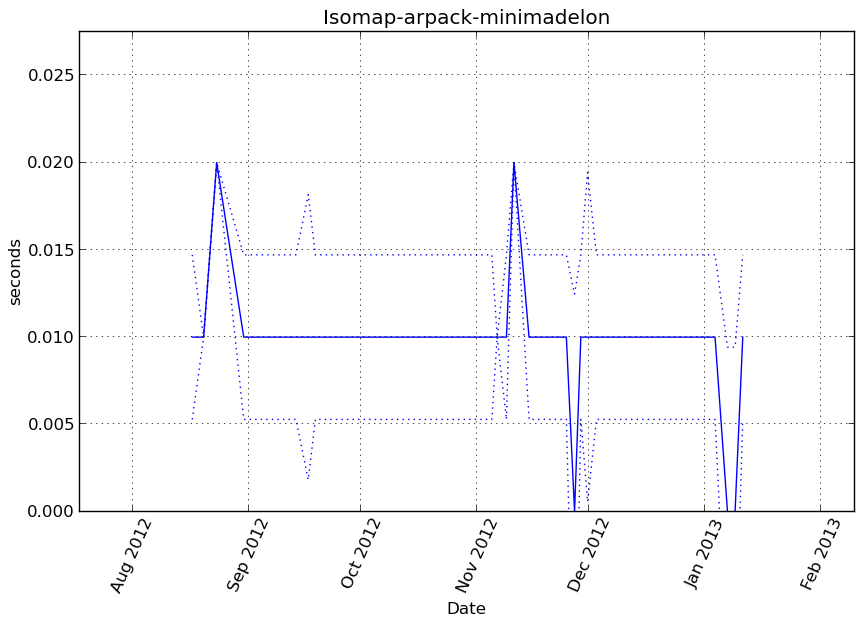 Isomap-arpack-minimadelon
0.025
0.020
0.015
0.010
0.005
0.000
seconds
Aug 2012
Sep 2012
Oct 2012
Nov 2012
Dec 2012
Jan 2013
Feb 2013
Date